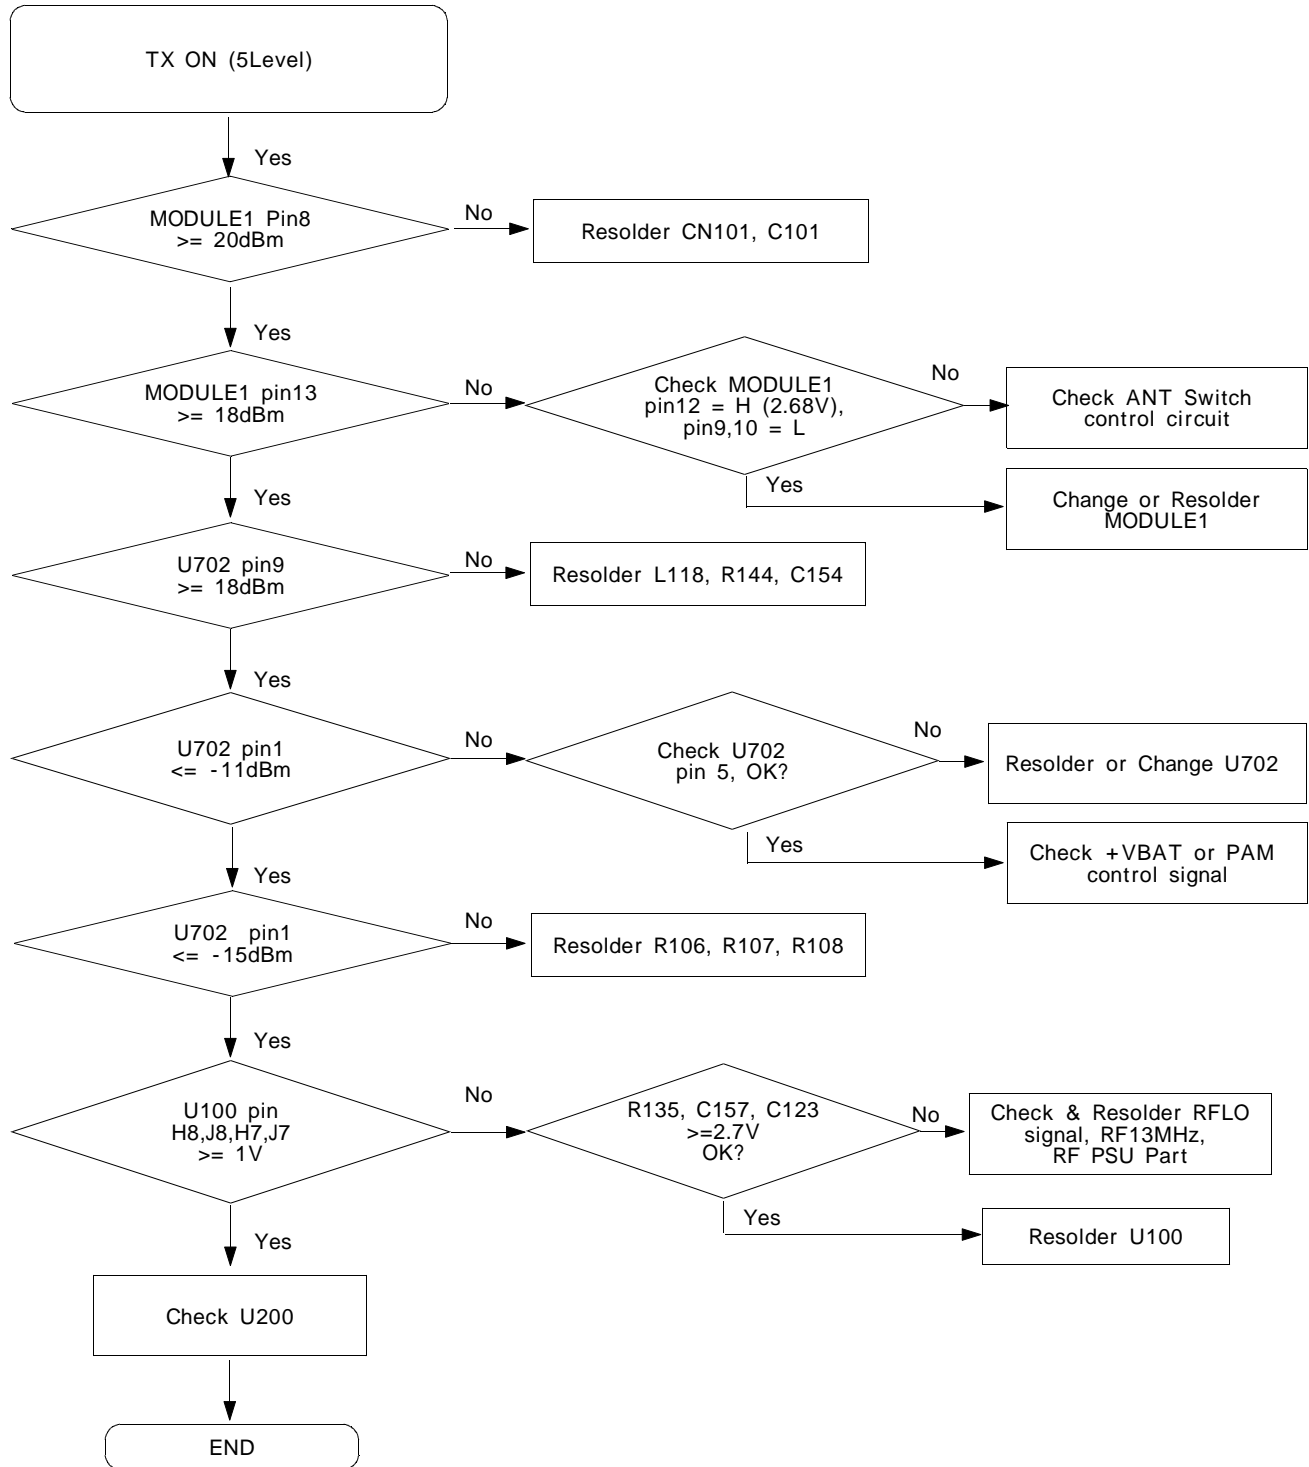 TX ON (5Level)
Yes
MODULE1 Pin8
>= 20dBm
No
Resolder CN101, C101
Yes
MODULE1 pin13
>= 18dBm
No
Check MODULE1
pin12 = H (2.68V),
pin9,10 = L
No
Check ANT Switch
control circuit
Yes
Change or Resolder
MODULE1
Yes
U702 pin9
>= 18dBm
No
Resolder L118, R144, C154
Yes
U702 pin1
<= -11dBm
No
Check U702
pin 5, OK?
No
Resolder or Change U702
Yes
Check +VBAT or PAM
control signal
Yes
U702 pin1
<= -15dBm
No
Resolder R106, R107, R108
Yes
U100 pin
H8,J8,H7,J7
>= 1V
No
R135, C157, C123
>=2.7V
OK?
No
Check & Resolder RFLO
signal, RF13MHz,
RF PSU Part
Yes
Resolder U100
Yes
Check U200
END